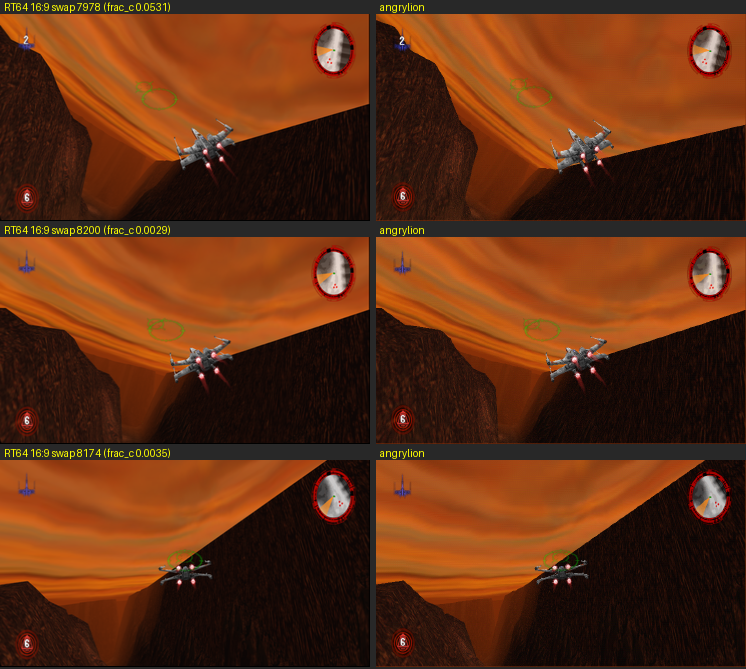 RT64 16:9 swap 7978 (frac_c 0.0531)
angrylion
2
2
6
6
RT64 16:9 swap 8200 (frac_c 0.0029)
angrylion
6
6
RT64 16:9 swap 8174 (frac_c 0.0035)
angrylion
6
6